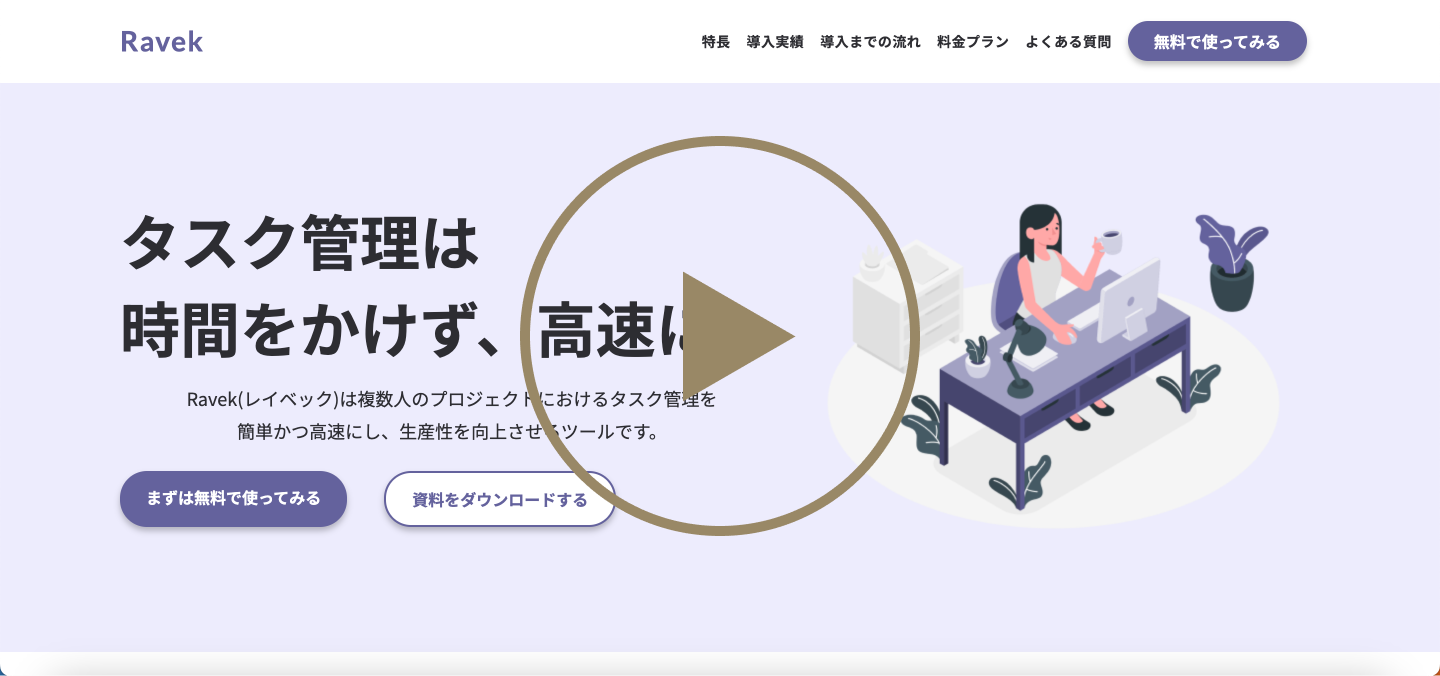 Ravek
特長 導入実績 導入までの流れ 料金プラン よくある質問 無料で使ってみる
タスク管理は
時間をかけず、高速に
Ravek(レイベック)は複数人のプロジェクトにおけるタスク管理を
簡単かつ高速にし、生産性を向上させるツールです。
まずは無料で使ってみる 資料をダウンロードする